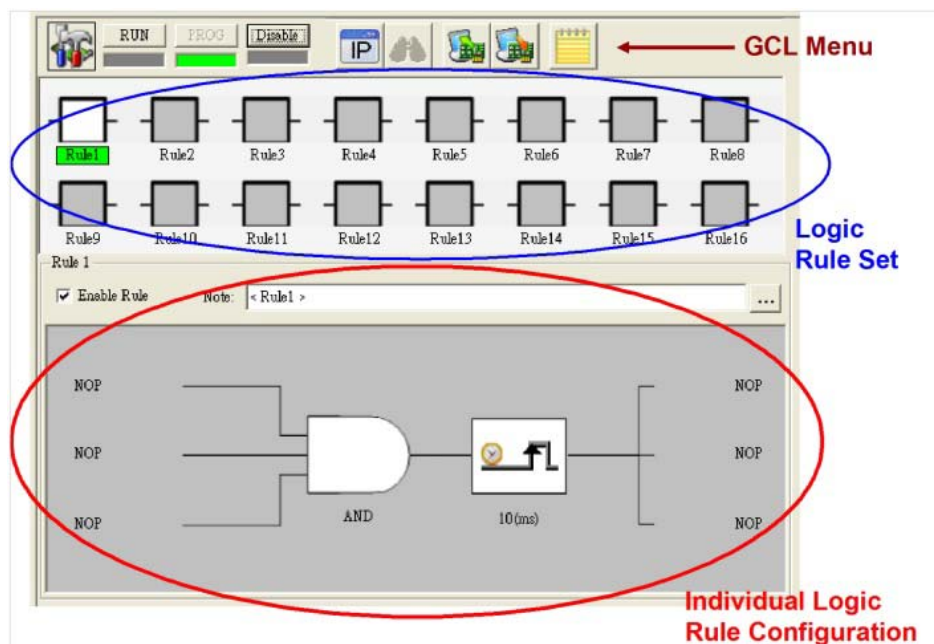 RUN PROG Disable IP GCL Menu
Rule1 Rule2 Rule3 Rule4 Rule5 Rule6 Rule7 Rule8
Rule9 Rule10 Rule11 Rule12 Rule13 Rule14 Rule15 Rule16
Logic
Rule Set
Rule 1
Enable Rule Note: < Rule1 > ...
NOP NOP
NOP NOP
AND 10(ms)
NOP NOP
Individual Logic
Rule Configuration